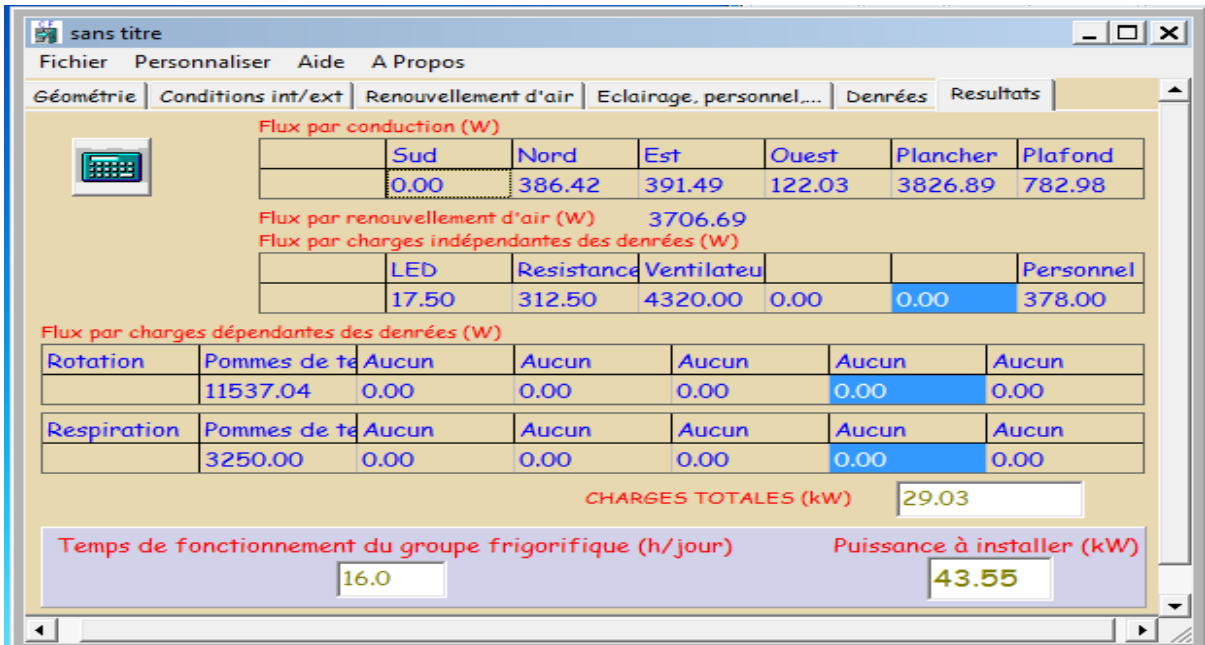 C F
sans titre
Fichier Personnaliser Aide A Propos
Géométrie Conditions int/ext Renouvellement d'air Eclairage, personnel,... Denrées Resultats
Flux par conduction (W)
Sud Nord Est Ouest Plancher Plafond
0.00 386.42 391.49 122.03 3826.89 782.98
Flux par renouvellement d'air (W) 3706.69
Flux par charges indépendantes des denrées (W)
LED Resistance Ventilateu Personnel
17.50 312.50 4320.00 0.00 0.00 378.00
Flux par charges dépendantes des denrées (W)
Rotation Pommes de te Aucun Aucun Aucun Aucun Aucun
11537.04 0.00 0.00 0.00 0.00 0.00
Respiration Pommes de te Aucun Aucun Aucun Aucun Aucun
3250.00 0.00 0.00 0.00 0.00 0.00
CHARGES TOTALES (kW) 29.03
Temps de fonctionnement du groupe frigorifique (h/jour) Puissance à installer (kW)
16.0 43.55